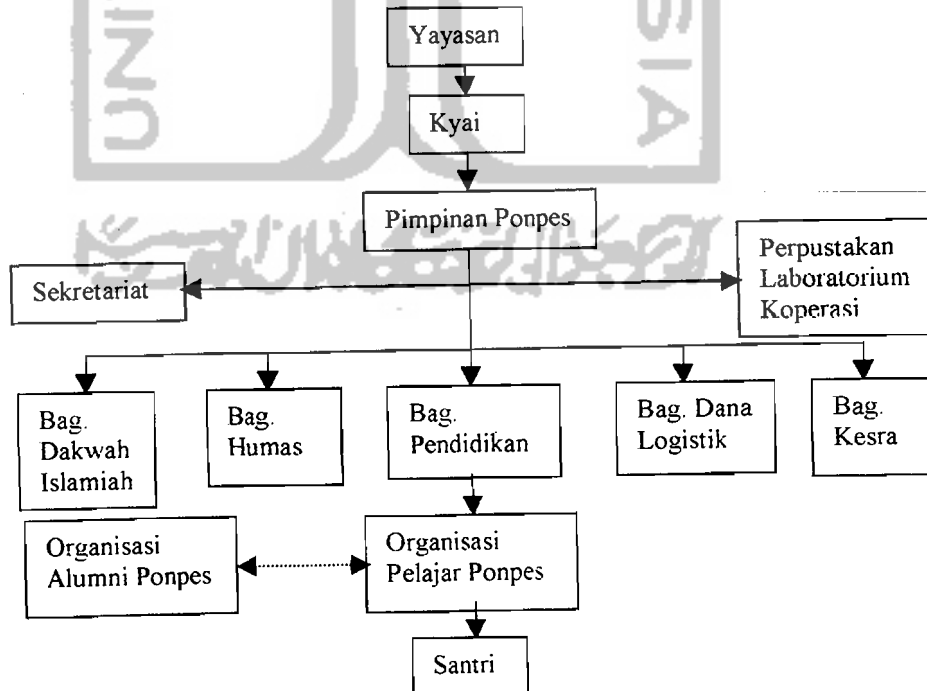 Yayasan
Kyai
Pimpinan Ponpes
Sekretariat
Perpustakan
Laboratorium
Koperasi
Bag.
Dakwah
Islamiah
Bag.
Humas
Bag.
Pendidikan
Bag. Dana
Logistik
Bag.
Kesra
Organisasi
Alumni Ponpes
Organisasi
Pelajar Ponpes
Santri